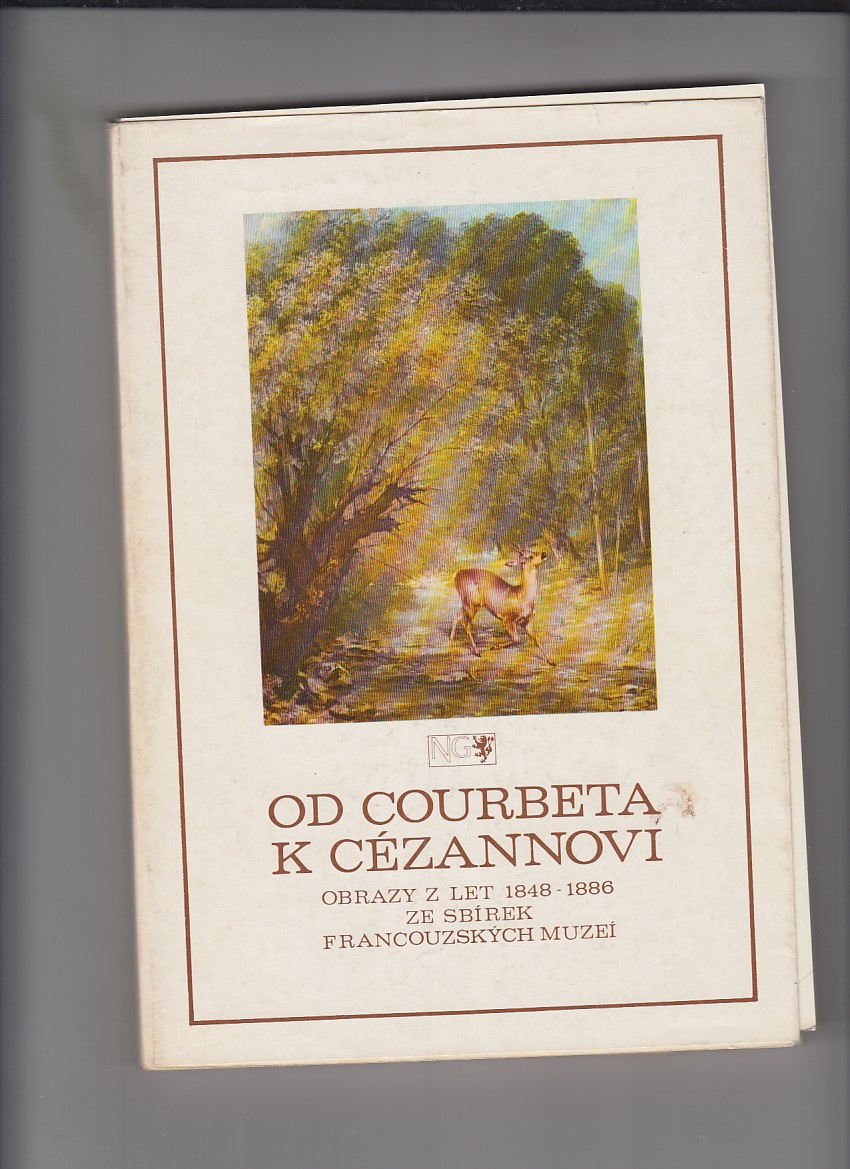 NG
OD COURBETA
K CÉZANNOVI
OBRAZY Z LET 1848-1886
ZE SBÍREK
FRANCOUZSKÝCH MUZEÍ